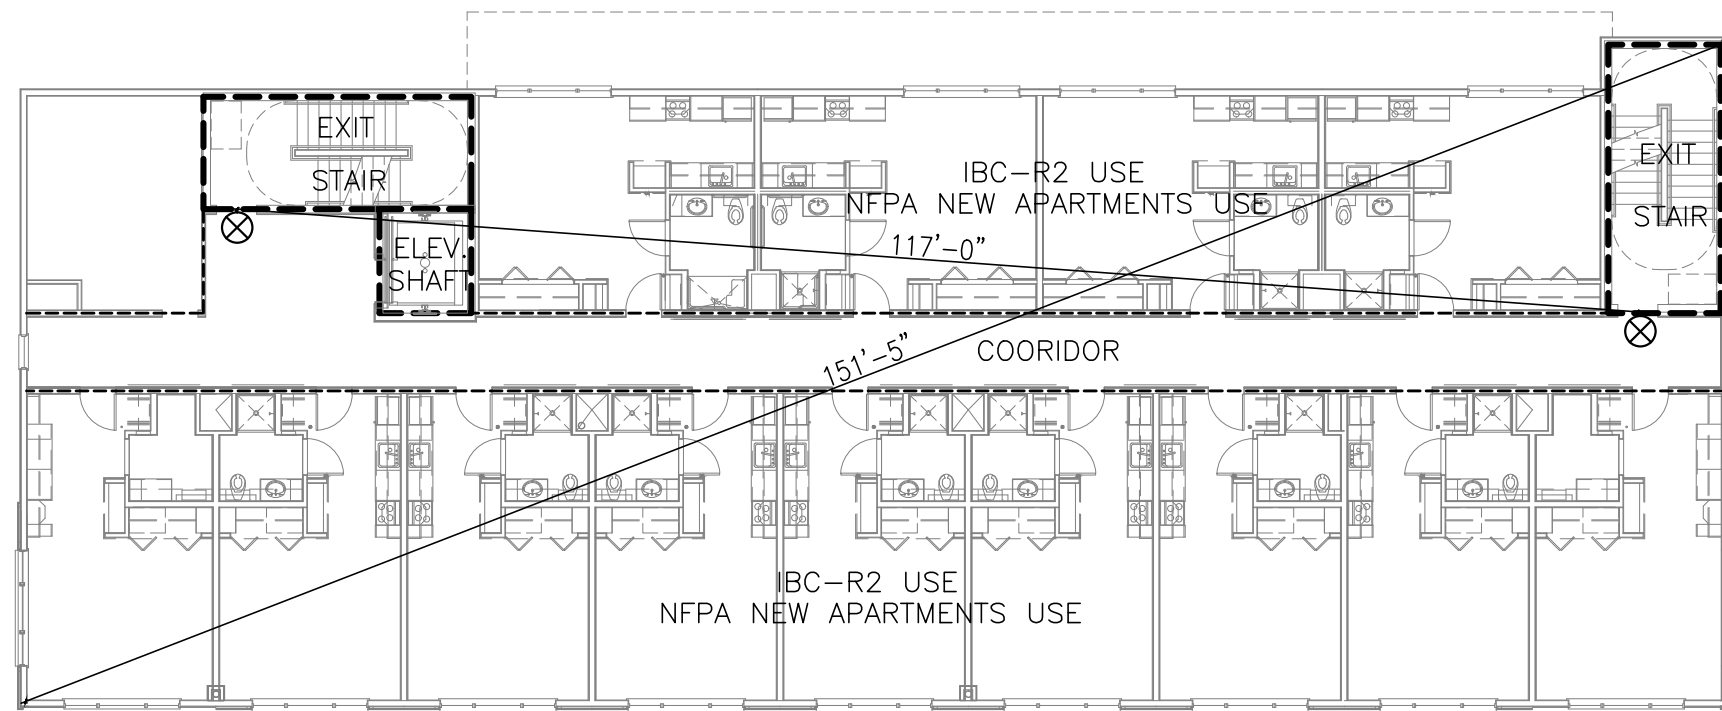 EXIT
STAIR
ELEV.
SHAFT
IBC-R2 USE
NFPA NEW APARTMENTS USE
117'-0"
EXIT
STAIR
151'-5"
COORIDOR
IBC-R2 USE
NFPA NEW APARTMENTS USE